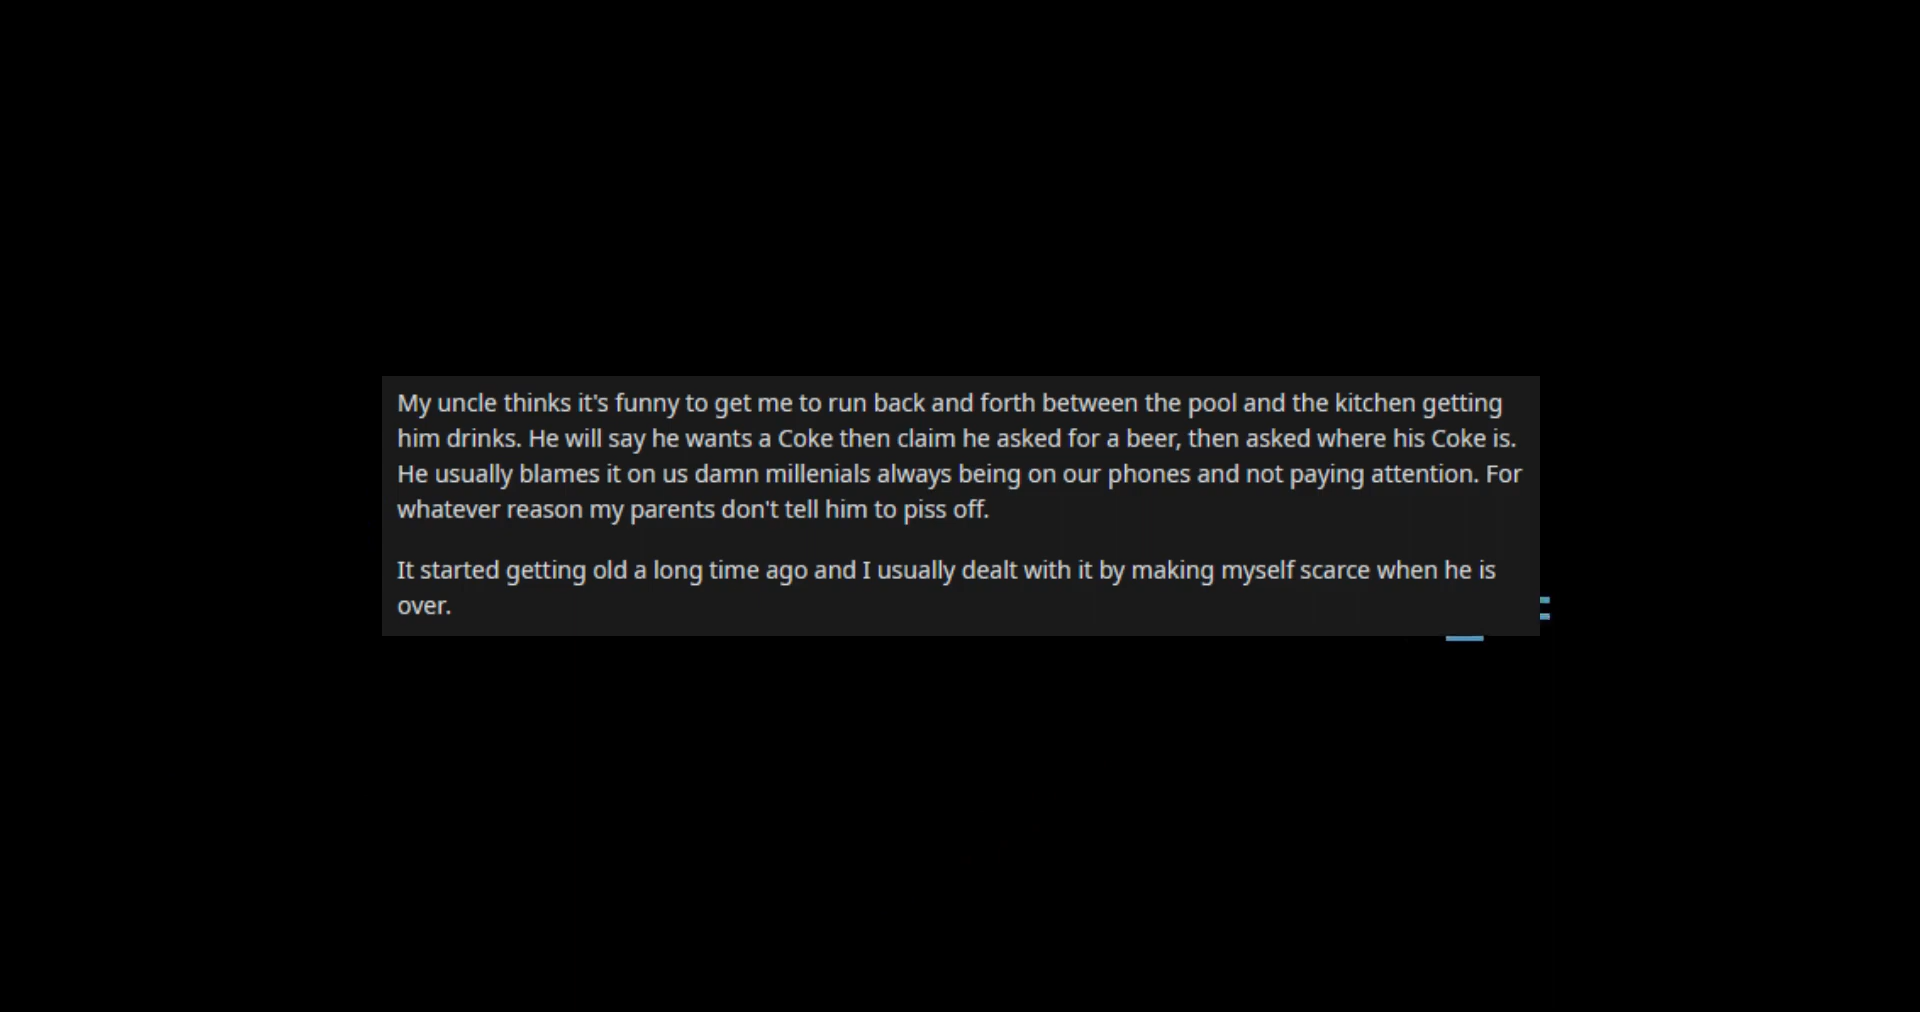 My uncle thinks it's funny to get me to run back and forth between the pool and the kitchen getting
him drinks. He will say he wants a Coke then claim he asked for a beer, then asked where his Coke is.
He usually blames it on us damn millenials always being on our phones and not paying attention. For
whatever reason my parents don't tell him to piss off.
It started getting old a long time ago and I usually dealt with it by making myself scarce when he is
over.